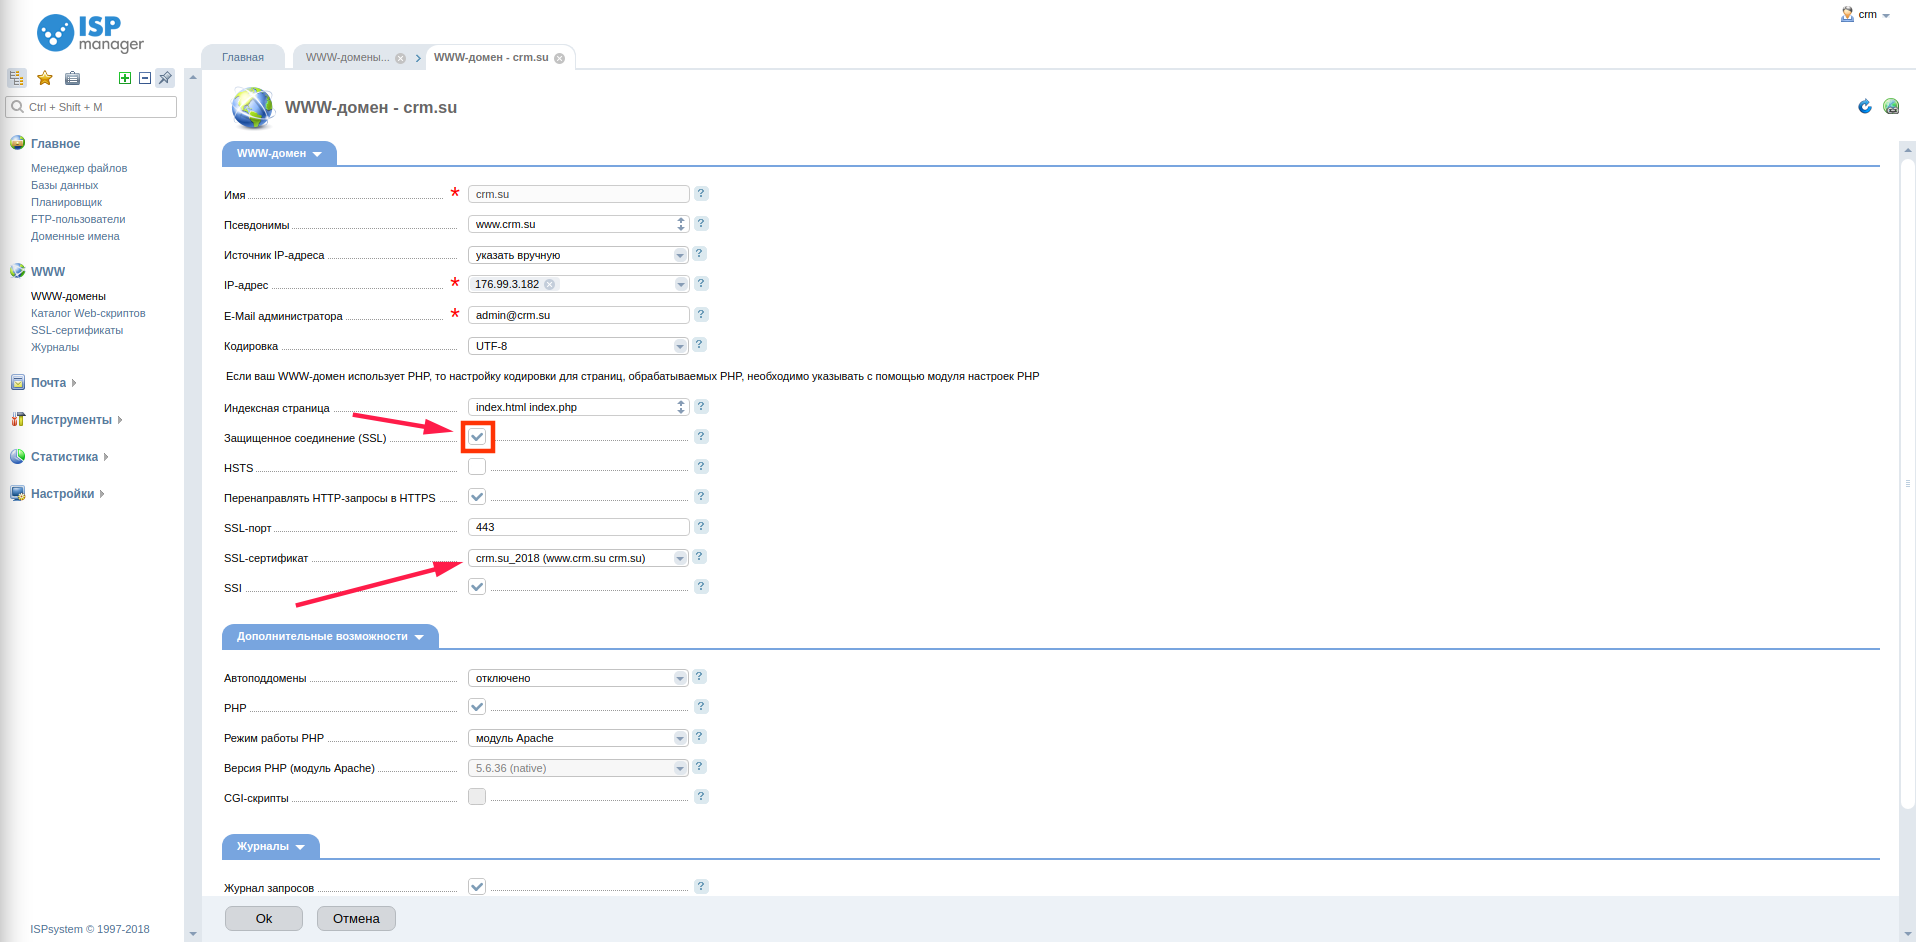 ISP
manager
crm
Главная
WWW-домены...
WWW-домен - crm.su
Ctrl + Shift + M
WWW-домен - crm.su
Главное
Менеджер файлов
Базы данных
Планировщик
FTP-пользователи
Доменные имена
WWW
WWW-домены
Каталог Web-скриптов
SSL-сертификаты
Журналы
Почта
Инструменты
Статистика
Настройки
ISPsystem © 1997-2018
WWW-домен
Имя * crm.su ?
Псевдонимы www.crm.su ?
Источник IP-адреса указать вручную ?
IP-адрес * 176.99.3.182 ?
E-Mail администратора * admin@crm.su ?
Кодировка UTF-8 ?
Если ваш WWW-домен использует PHP, то настройку кодировки для страниц, обрабатываемых PHP, необходимо указывать с помощью модуля настроек PHP
Индексная страница index.html index.php ?
Защищенное соединение (SSL) ?
HSTS ?
Перенаправлять HTTP-запросы в HTTPS ?
SSL-порт 443 ?
SSL-сертификат crm.su_2018 (www.crm.su crm.su) ?
SSI ?
Дополнительные возможности
Автоподдомены отключено ?
PHP ?
Режим работы PHP модуль Apache ?
Версия PHP (модуль Apache) 5.6.36 (native) ?
CGI-скрипты ?
Журналы
Журнал запросов ?
Ok
Отмена